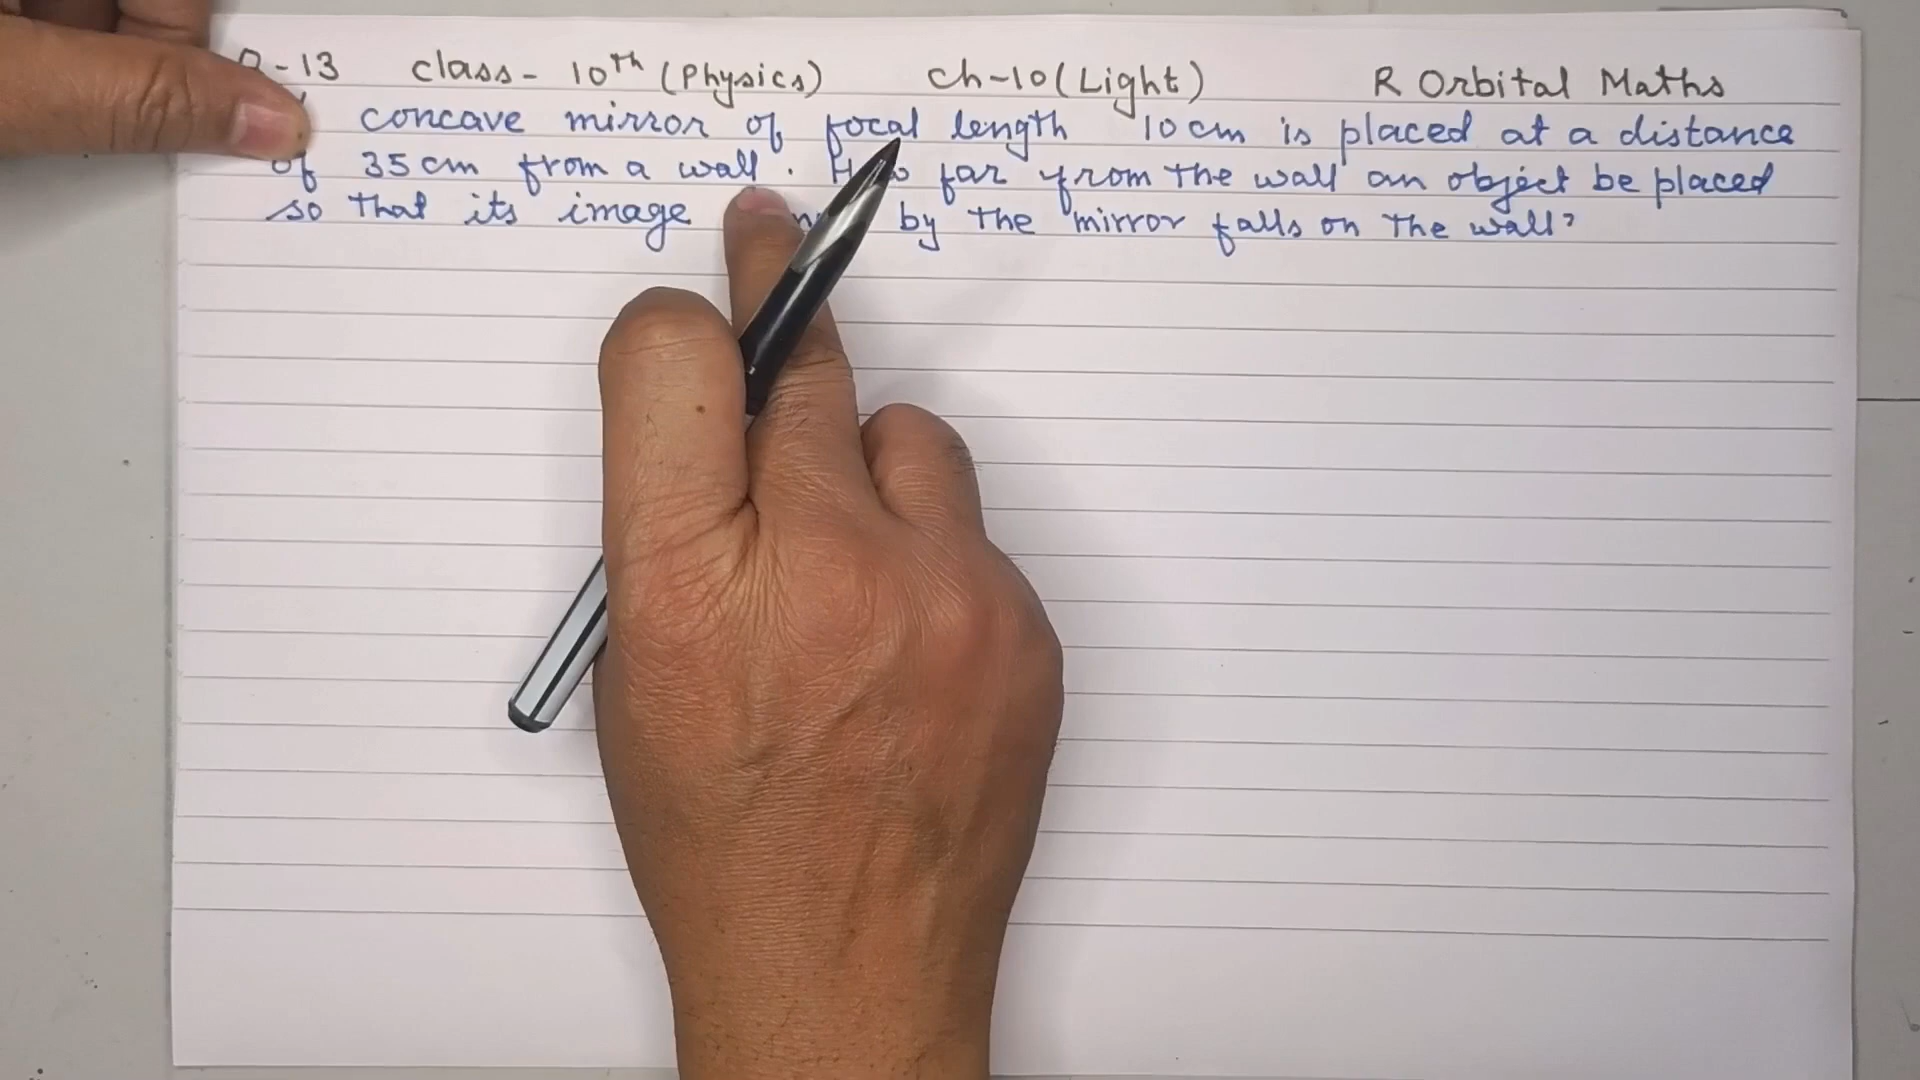 -13 class- 10th (Physics) Ch-10 (Light) R Orbital Maths
concave mirror of focal length 10 cm is placed at a distance
of 35 cm from a wall. far from the wall an object be placed
so that its image by the mirror falls on the wall?